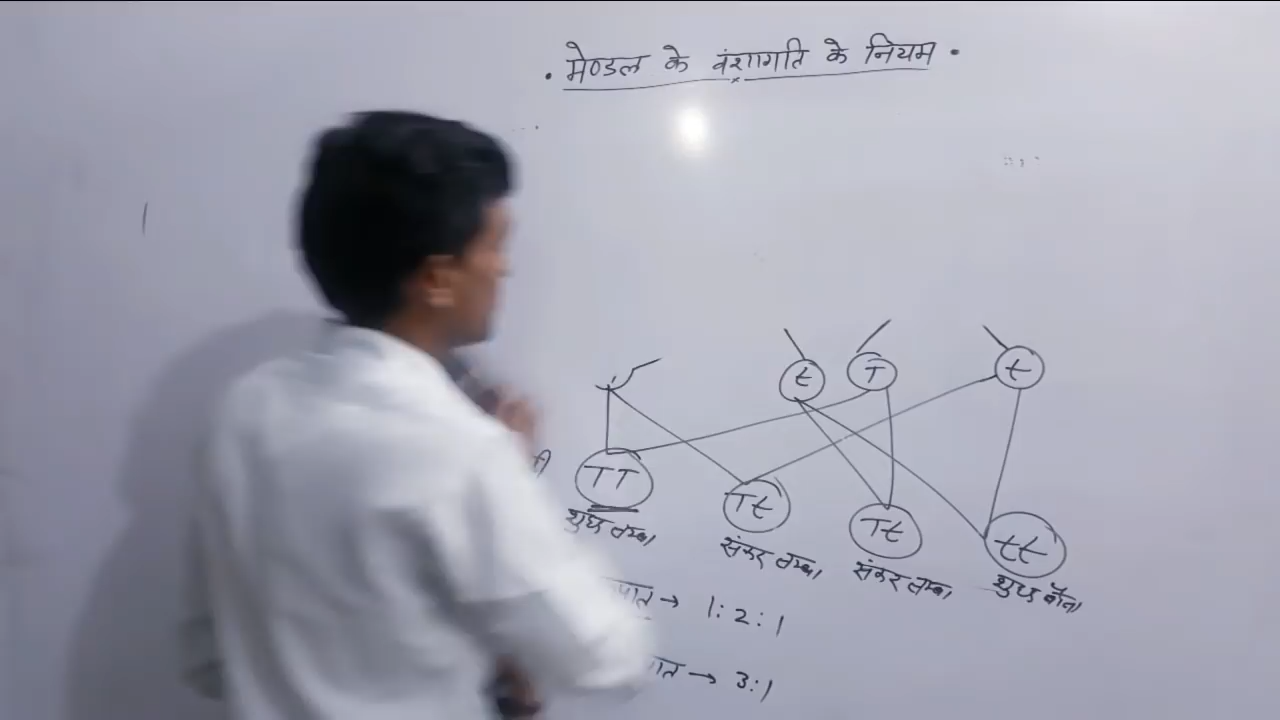 मेण्डल के वंशागति के नियम
t T t
TT Tt Tt tt
शुद्ध लम्बा संकर लम्बा संकर लम्बा शुद्ध बौना
→ 1:2:1
→ 3:1